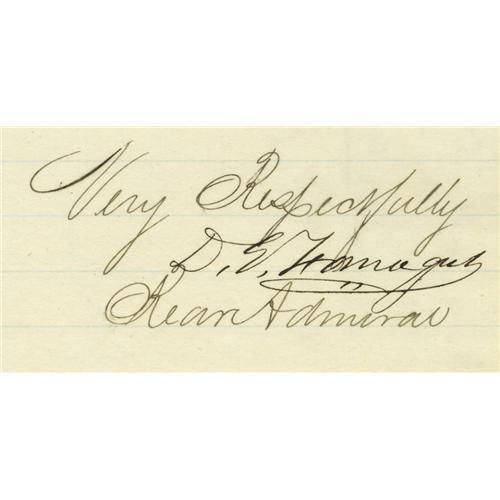 Very Respectfully
D. G. Farragut
Rear Admiral